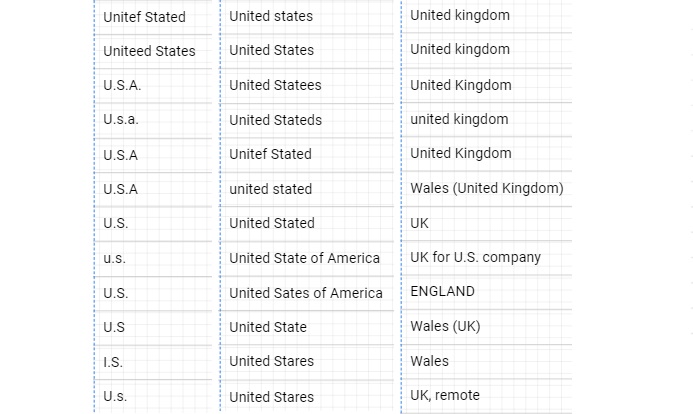 Unitef Stated
Uniteed States
U.S.A.
U.s.a.
U.S.A
U.S.A
U.S.
u.s.
U.S.
U.S
I.S.
U.s.
United states
United States
United Statees
United Stateds
Unitef Stated
united stated
United Stated
United State of America
United Sates of America
United State
United Stares
United Stares
United kingdom
United kingdom
United Kingdom
united kingdom
United Kingdom
Wales (United Kingdom)
UK
UK for U.S. company
ENGLAND
Wales (UK)
Wales
UK, remote